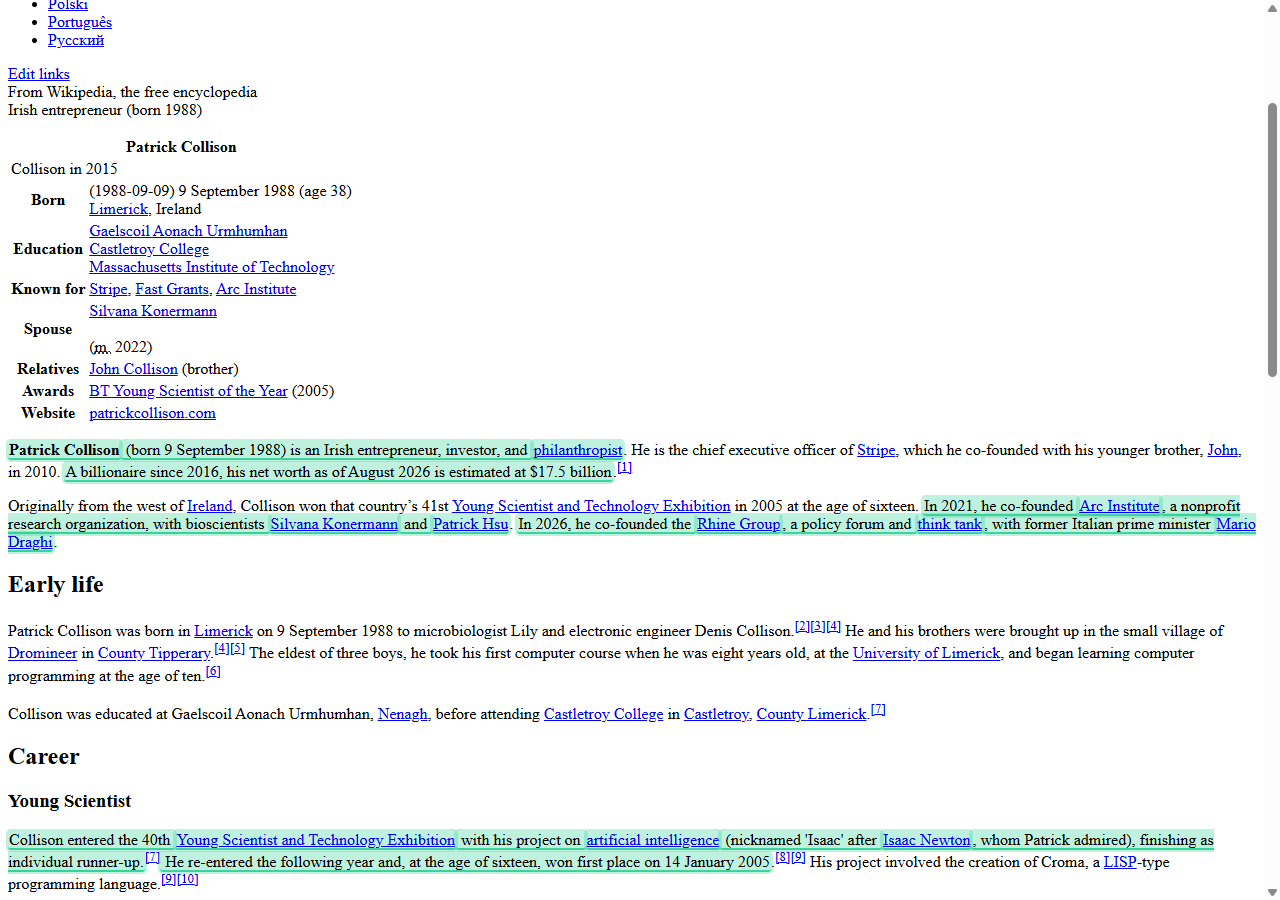 Polski
Português
Русский
Edit links
From Wikipedia, the free encyclopedia
Irish entrepreneur (born 1988)
Patrick Collison
Collison in 2015
Born (1988-09-09) 9 September 1988 (age 38)
Limerick, Ireland
Education Gaelscoil Aonach Urmhumhan
Castletroy College
Massachusetts Institute of Technology
Known for Stripe, Fast Grants, Arc Institute
Spouse Silvana Konermann
(m. 2022)
Relatives John Collison (brother)
Awards BT Young Scientist of the Year (2005)
Website patrickcollison.com
Patrick Collison (born 9 September 1988) is an Irish entrepreneur, investor, and philanthropist. He is the chief executive officer of Stripe, which he co-founded with his younger brother, John,
in 2010. A billionaire since 2016, his net worth as of August 2026 is estimated at $17.5 billion.[1]
Originally from the west of Ireland, Collison won that country’s 41st Young Scientist and Technology Exhibition in 2005 at the age of sixteen. In 2021, he co-founded Arc Institute, a nonprofit
research organization, with bioscientists Silvana Konermann and Patrick Hsu. In 2026, he co-founded the Rhine Group, a policy forum and think tank, with former Italian prime minister Mario
Draghi.
Early life
Patrick Collison was born in Limerick on 9 September 1988 to microbiologist Lily and electronic engineer Denis Collison.[2][3][4] He and his brothers were brought up in the small village of
Dromineer in County Tipperary.[4][5] The eldest of three boys, he took his first computer course when he was eight years old, at the University of Limerick, and began learning computer
programming at the age of ten.[6]
Collison was educated at Gaelscoil Aonach Urmhumhan, Nenagh, before attending Castletroy College in Castletroy, County Limerick.[7]
Career
Young Scientist
Collison entered the 40th Young Scientist and Technology Exhibition with his project on artificial intelligence (nicknamed 'Isaac' after Isaac Newton, whom Patrick admired), finishing as
individual runner-up.[7] He re-entered the following year and, at the age of sixteen, won first place on 14 January 2005.[8][9] His project involved the creation of Croma, a LISP-type
programming language.[9][10]